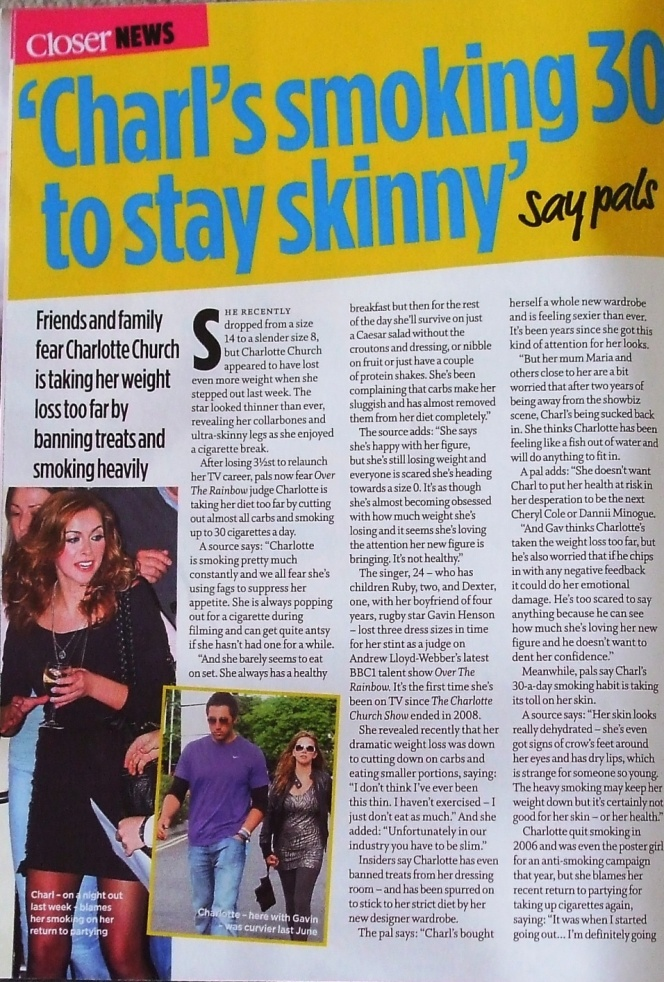 Closer NEWS
‘Charl’s smoking 30
to stay skinny’
say pals
Friends and family
fear Charlotte Church
is taking her weight
loss too far by
banning treats and
smoking heavily
SHE RECENTLY
dropped from a size
14 to a slender size 8,
but Charlotte Church
appeared to have lost
even more weight when she
stepped out last week. The
star looked thinner than ever,
revealing her collarbones and
ultra-skinny legs as she enjoyed
a cigarette break.
After losing 3½st to relaunch
her TV career, pals now fear Over
The Rainbow judge Charlotte is
taking her diet too far by cutting
out almost all carbs and smoking
up to 30 cigarettes a day.
A source says: “Charlotte
is smoking pretty much
constantly and we all fear she’s
using fags to suppress her
appetite. She is always popping
out for a cigarette during
filming and can get quite antsy
if she hasn’t had one for a while.
“And she barely seems to eat
on set. She always has a healthy
breakfast but then for the rest
of the day she’ll survive on just
a Caesar salad without the
croutons and dressing, or nibble
on fruit or just have a couple
of protein shakes. She’s been
complaining that carbs make her
sluggish and has almost removed
them from her diet completely.”
The source adds: “She says
she’s happy with her figure,
but she’s still losing weight and
everyone is scared she’s heading
towards a size 0. It’s as though
she’s almost becoming obsessed
with how much weight she’s
losing and it seems she’s loving
the attention her new figure is
bringing. It’s not healthy.”
The singer, 24 – who has
children Ruby, two, and Dexter,
one, with her boyfriend of four
years, rugby star Gavin Henson
– lost three dress sizes in time
for her stint as a judge on
Andrew Lloyd-Webber’s latest
BBC1 talent show Over The
Rainbow. It’s the first time she’s
been on TV since The Charlotte
Church Show ended in 2008.
She revealed recently that her
dramatic weight loss was down
to cutting down on carbs and
eating smaller portions, saying:
“I don’t think I’ve ever been
this thin. I haven’t exercised – I
just don’t eat as much.” And she
added: “Unfortunately in our
industry you have to be slim.”
Insiders say Charlotte has even
banned treats from her dressing
room – and has been spurred on
to stick to her strict diet by her
new designer wardrobe.
The pal says: “Charl’s bought
herself a whole new wardrobe
and is feeling sexier than ever.
It’s been years since she got this
kind of attention for her looks.
“But her mum Maria and
others close to her are a bit
worried that after two years of
being away from the showbiz
scene, Charl’s being sucked back
in. She thinks Charlotte has been
feeling like a fish out of water and
will do anything to fit in.
A pal adds: “She doesn’t want
Charl to put her health at risk in
her desperation to be the next
Cheryl Cole or Dannii Minogue.
“And Gav thinks Charlotte’s
taken the weight loss too far, but
he’s also worried that if he chips
in with any negative feedback
it could do her emotional
damage. He’s too scared to say
anything because he can see
how much she’s loving her new
figure and he doesn’t want to
dent her confidence.”
Meanwhile, pals say Charl’s
30-a-day smoking habit is taking
its toll on her skin.
A source says: “Her skin looks
really dehydrated – she’s even
got signs of crow’s feet around
her eyes and has dry lips, which
is strange for someone so young.
The heavy smoking may keep her
weight down but it’s certainly not
good for her skin – or her health.”
Charlotte quit smoking in
2006 and was even the poster girl
for an anti-smoking campaign
that year, but she blames her
recent return to partying for
taking up cigarettes again,
saying: “It was when I started
going out... I’m definitely going
Charl – on a night out
last week – blames
her smoking on her
return to partying
Charlotte – here with Gavin
– was curvier last June